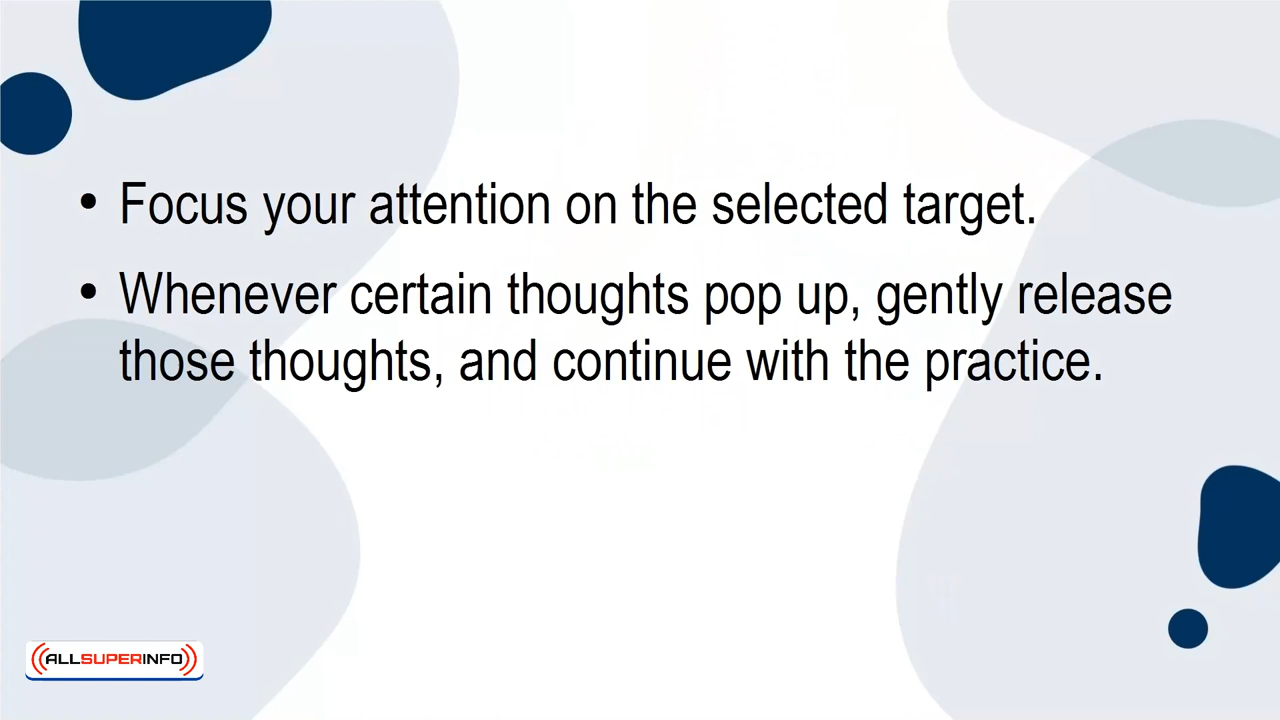 • Focus your attention on the selected target.
• Whenever certain thoughts pop up, gently release
those thoughts, and continue with the practice.
ALLSUPERINFO